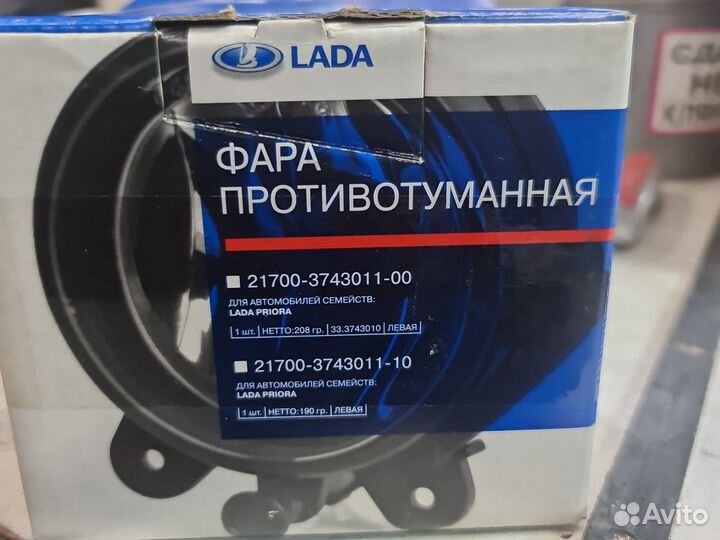 LADA
ФАРА
ПРОТИВОТУМАННАЯ
21700-3743011-00
ДЛЯ АВТОМОБИЛЕЙ СЕМЕЙСТВ:
LADA PRIORA
1 шт. НЕТТО:208 гр. 33.3743010 ЛЕВАЯ
21700-3743011-10
ДЛЯ АВТОМОБИЛЕЙ СЕМЕЙСТВ:
LADA PRIORA
1 шт. НЕТТО:190 гр. ЛЕВАЯ
Avito